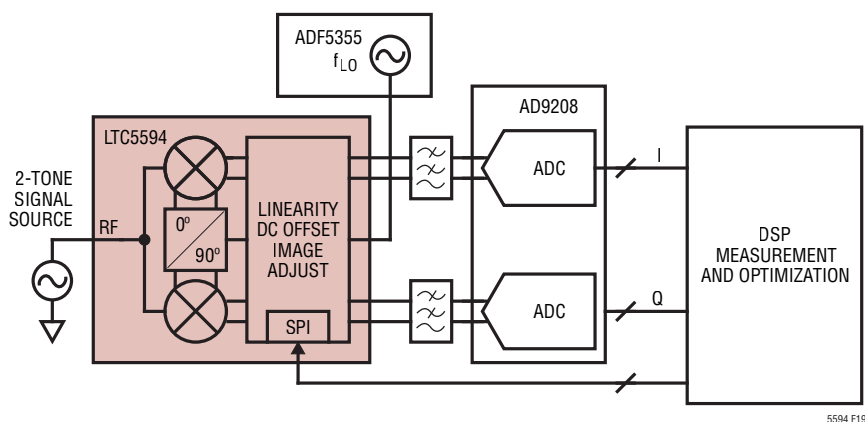 ADF5355
fLO
AD9208
LTC5594
2-TONE
SIGNAL
SOURCE
RF
0º
90º
LINEARITY
DC OFFSET
IMAGE
ADJUST
SPI
ADC
I
ADC
Q
DSP
MEASUREMENT
AND OPTIMIZATION
5594 F19